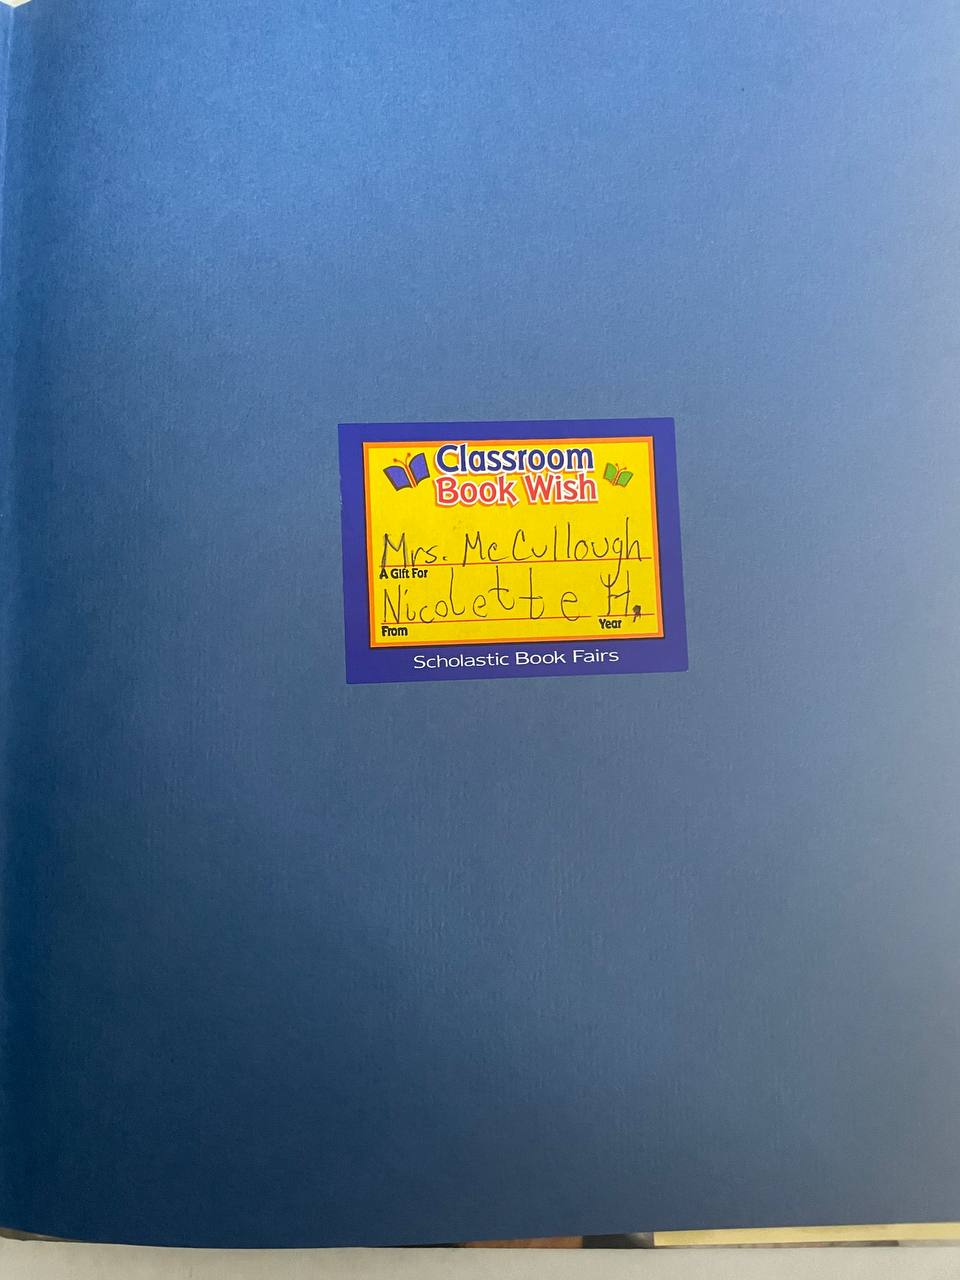 Classroom
Book Wish
Mrs. McCullough
A Gift For
Nicolette H.
From Year
Scholastic Book Fairs